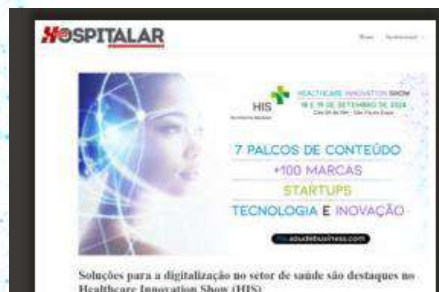 HOSPITALAR
Home
HIS
HEALTHCARE INNOVATION SHOW
18 E 19 DE SETEMBRO DE 2024
São Paulo Expo
7 PALCOS DE CONTEÚDO
+100 MARCAS
STARTUPS
TECNOLOGIA E INOVAÇÃO
saudebusiness.com
Soluções para a digitalização no setor de saúde são destaques no
Healthcare Innovation Show (HIS)